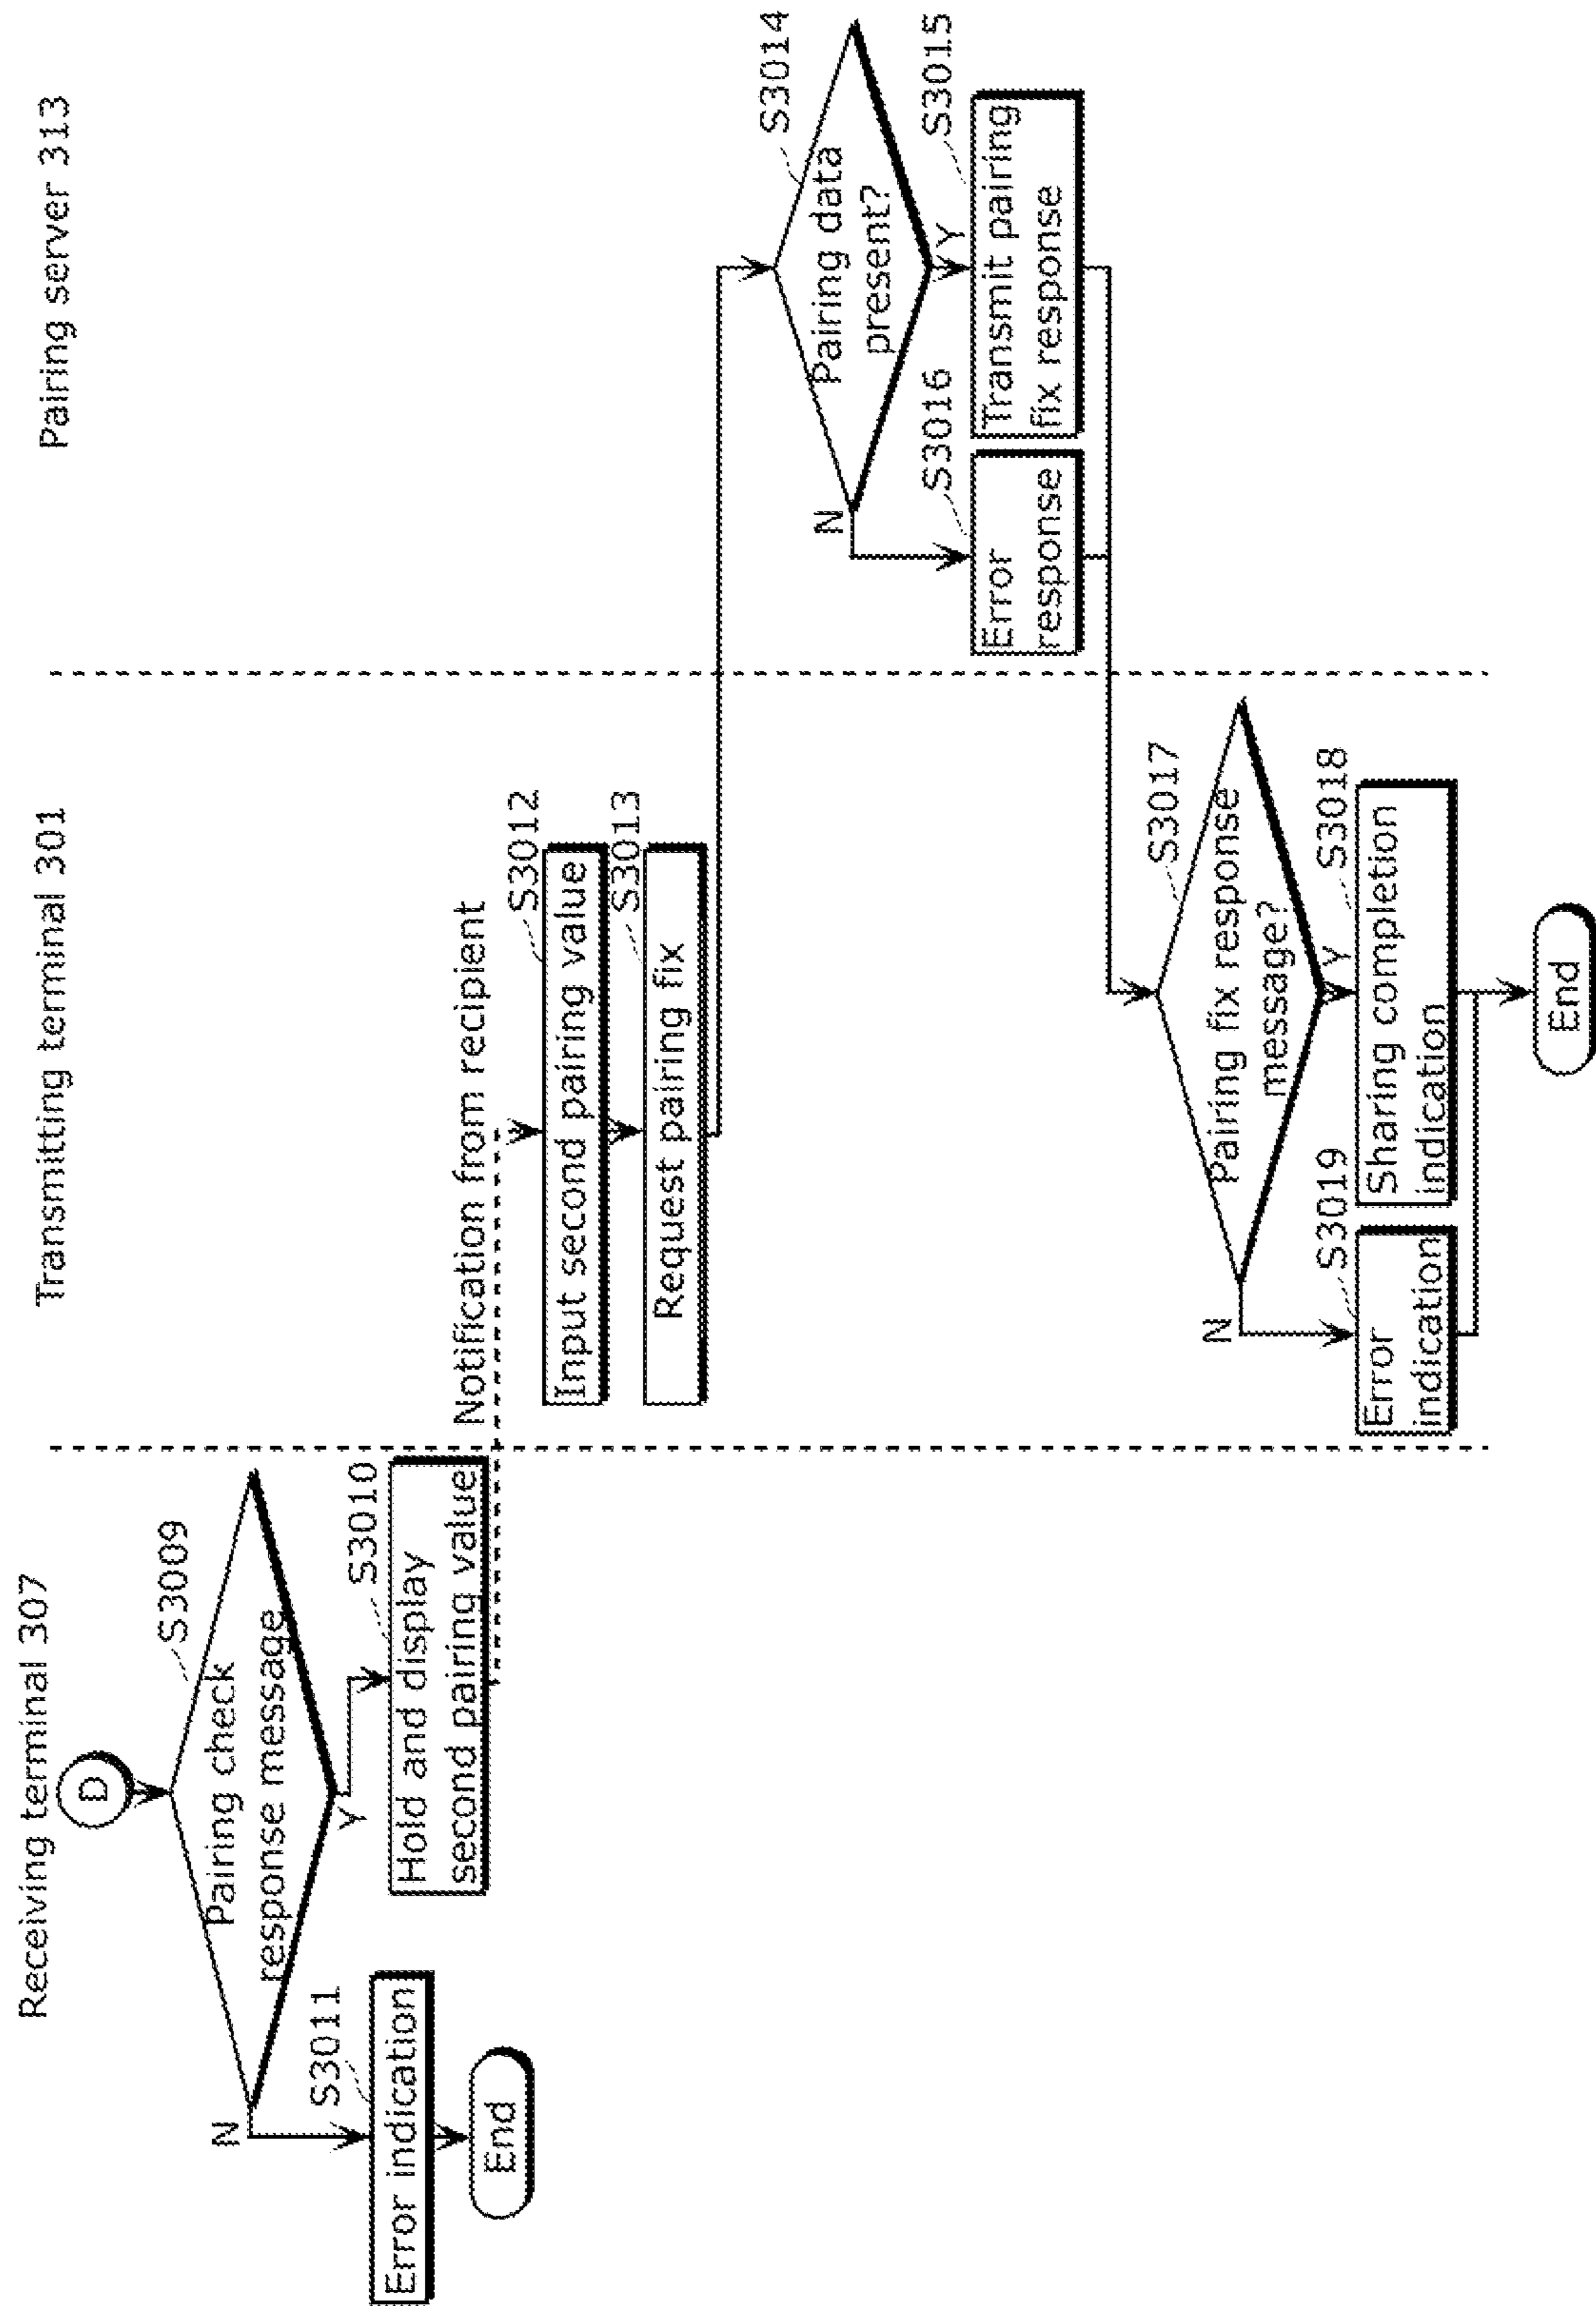 Receiving terminal 307
Transmitting terminal 301
Pairing server 313
D
S3009
Pairing check
response message
N
Y
S3011
Error indication
End
S3010
Hold and display
second pairing value
Notification from recipient
S3012
Input second pairing value
S3013
Request pairing fix
S3014
Pairing data
present?
N
Y
S3016
Error
response
S3015
Transmit pairing
fix response
S3017
Pairing fix response
message?
N
Y
S3019
Error
indication
S3018
Sharing completion
indication
End